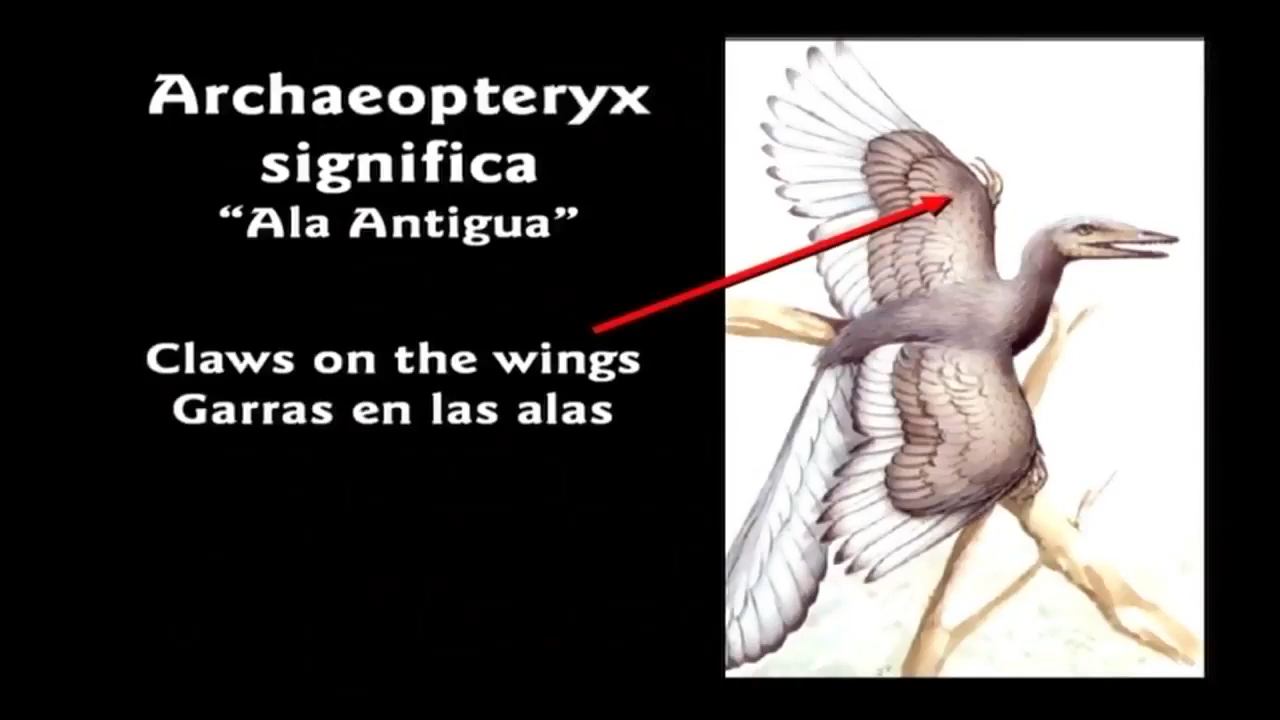 Archaeopteryx
significa
“Ala Antigua”
Claws on the wings
Garras en las alas